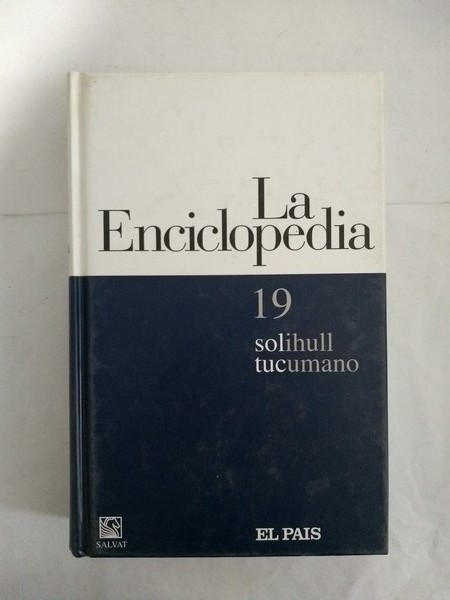 La
Enciclopedia
19
solihull
tucumano
SALVAT
EL PAIS